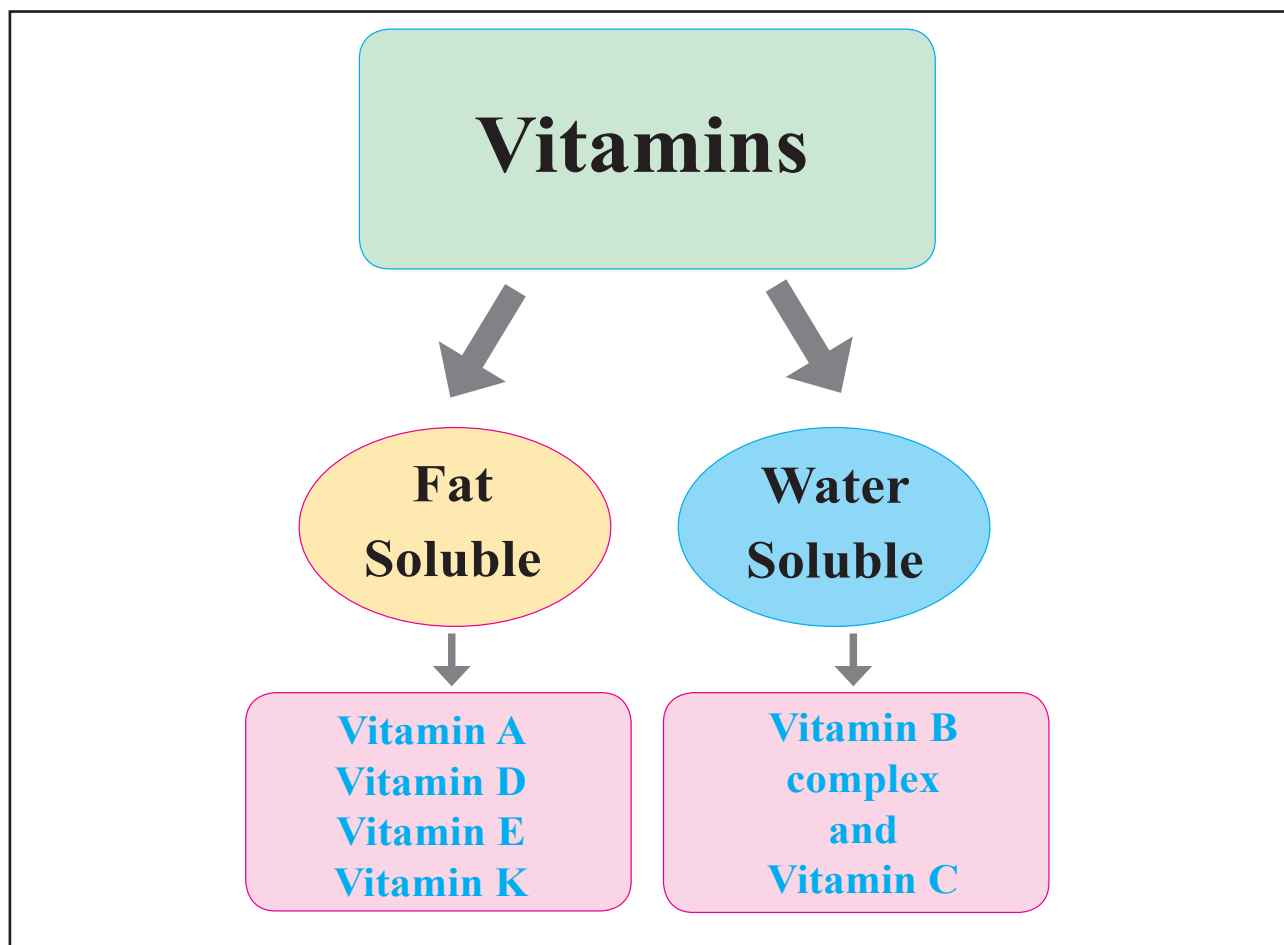 Vitamins
Fat
Soluble
Water
Soluble
Vitamin A
Vitamin D
Vitamin E
Vitamin K
Vitamin B
complex
and
Vitamin C